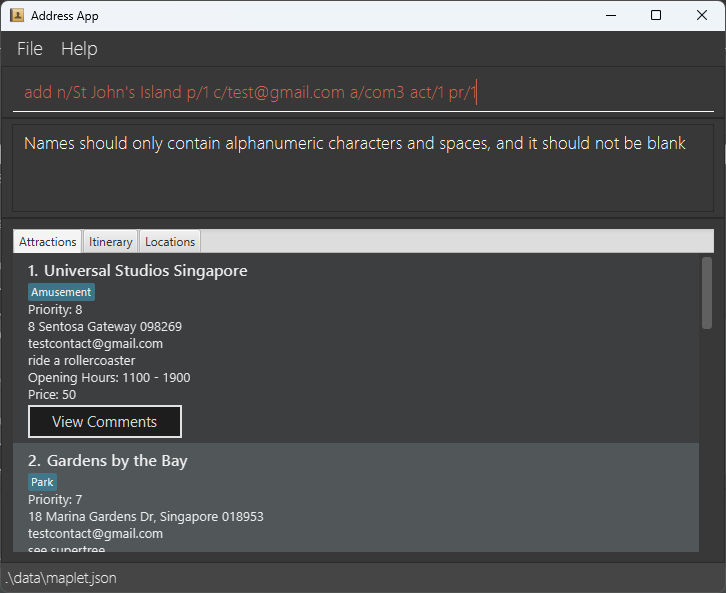 Address App
File Help
add n/St John's Island p/1 c/test@gmail.com a/com3 act/1 pr/1
Names should only contain alphanumeric characters and spaces, and it should not be blank
Attractions Itinerary Locations
1. Universal Studios Singapore
Amusement
Priority: 8
8 Sentosa Gateway 098269
testcontact@gmail.com
ride a rollercoaster
Opening Hours: 1100 - 1900
Price: 50
View Comments
2. Gardens by the Bay
Park
Priority: 7
18 Marina Gardens Dr, Singapore 018953
testcontact@gmail.com
see supertree
.\data\maplet.json